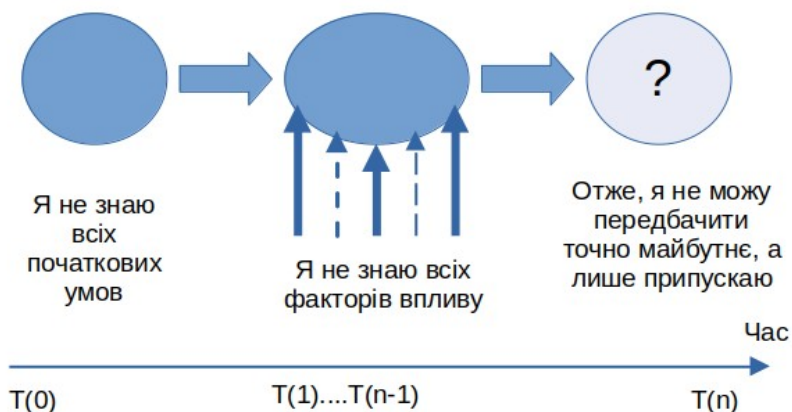 ?
Я не знаю
всіх
початкових
умов
Я не знаю всіх
факторів впливу
Отже, я не можу
передбачити
точно майбутнє, а
лише припускаю
Час
T(0)
T(1)....T(n-1)
T(n)